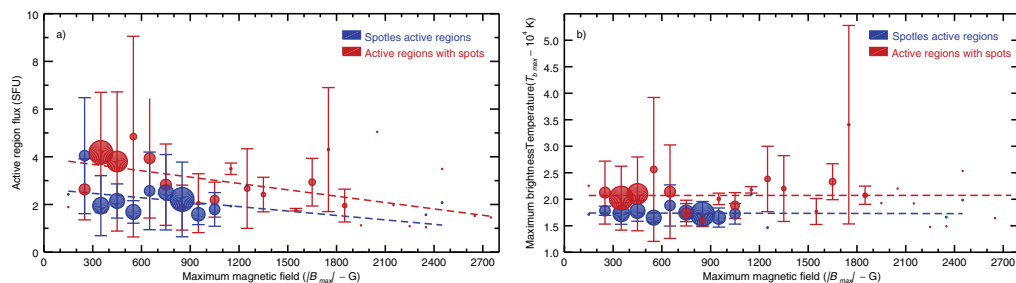 a)
Spotles active regions
Active regions with spots
Active region flux (SFU)
10
8
6
4
2
0
0 300 600 900 1200 1500 1800 2100 2400 2700
Maximum magnetic field (|B max| − G)
b)
Spotles active regions
Active regions with spots
Maximum brightnessTemperature(T b max − 10⁴ K)
5.5
5.0
4.5
4.0
3.5
3.0
2.5
2.0
1.5
1.0
0 300 600 900 1200 1500 1800 2100 2400 2700
Maximum magnetic field (|B max| − G)